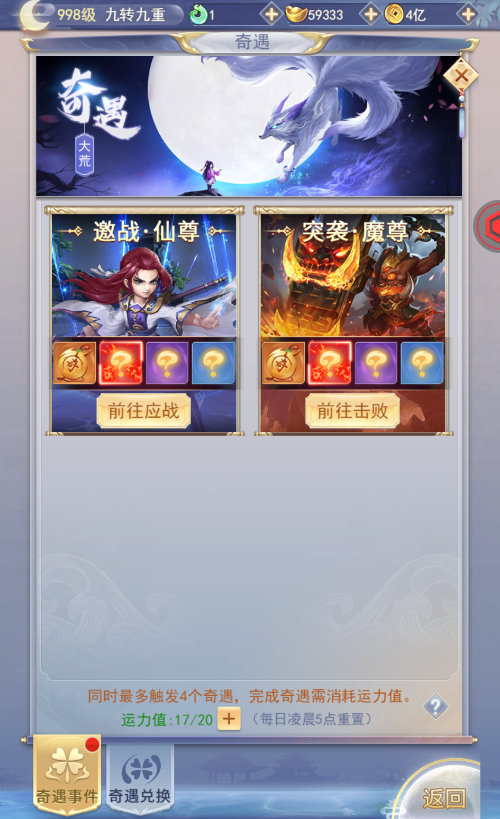 998级 九转九重 1 59333 4亿
奇遇
奇遇
大荒
邀战·仙尊
突袭·魔尊
奇 ? ? ?
奇 ? ? ?
前往应战
前往击败
同时最多触发4个奇遇，完成奇遇需消耗运力值。
运力值:17/20 （每日凌晨5点重置）
?
奇遇事件 奇遇兑换
返回